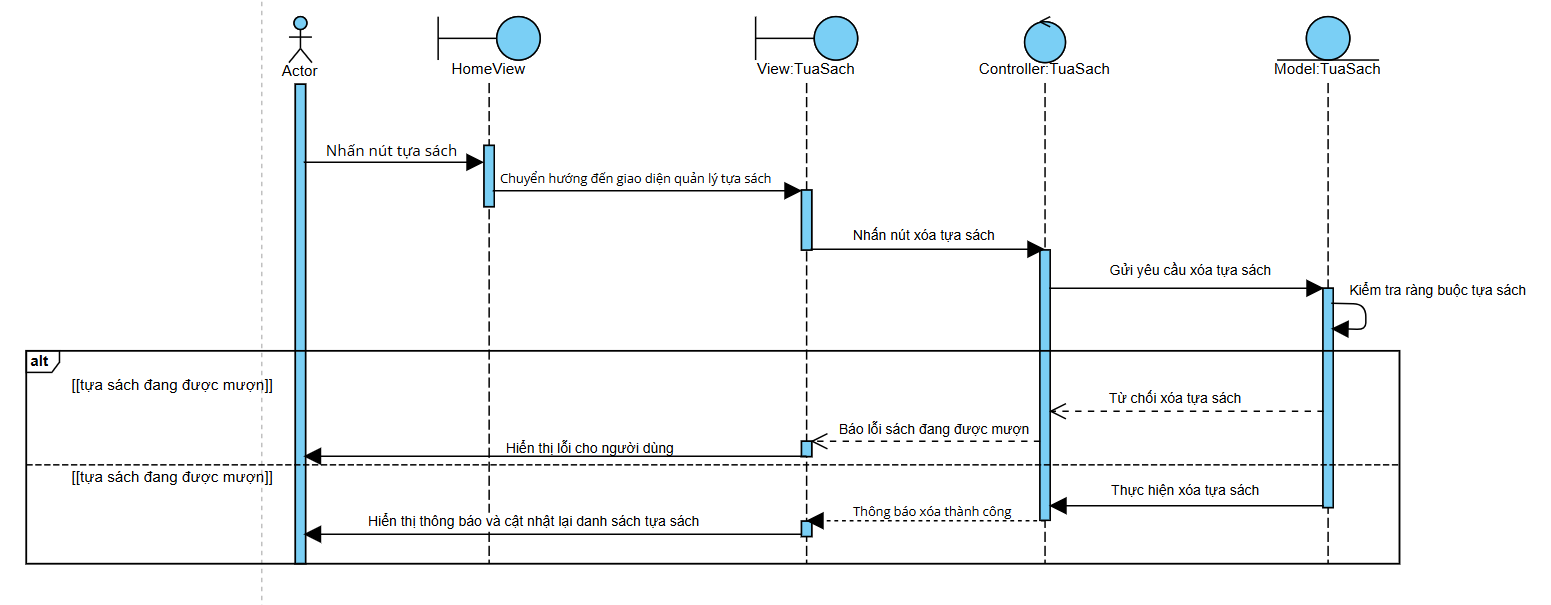 Actor
HomeView
View:TuaSach
Controller:TuaSach
Model:TuaSach
Nhấn nút tựa sách
Chuyển hướng đến giao diện quản lý tựa sách
Nhấn nút xóa tựa sách
Gửi yêu cầu xóa tựa sách
Kiểm tra ràng buộc tựa sách
alt
[[tựa sách đang được mượn]]
Từ chối xóa tựa sách
Báo lỗi sách đang được mượn
Hiển thị lỗi cho người dùng
[[tựa sách đang được mượn]]
Thực hiện xóa tựa sách
Thông báo xóa thành công
Hiển thị thông báo và cật nhật lại danh sách tựa sách